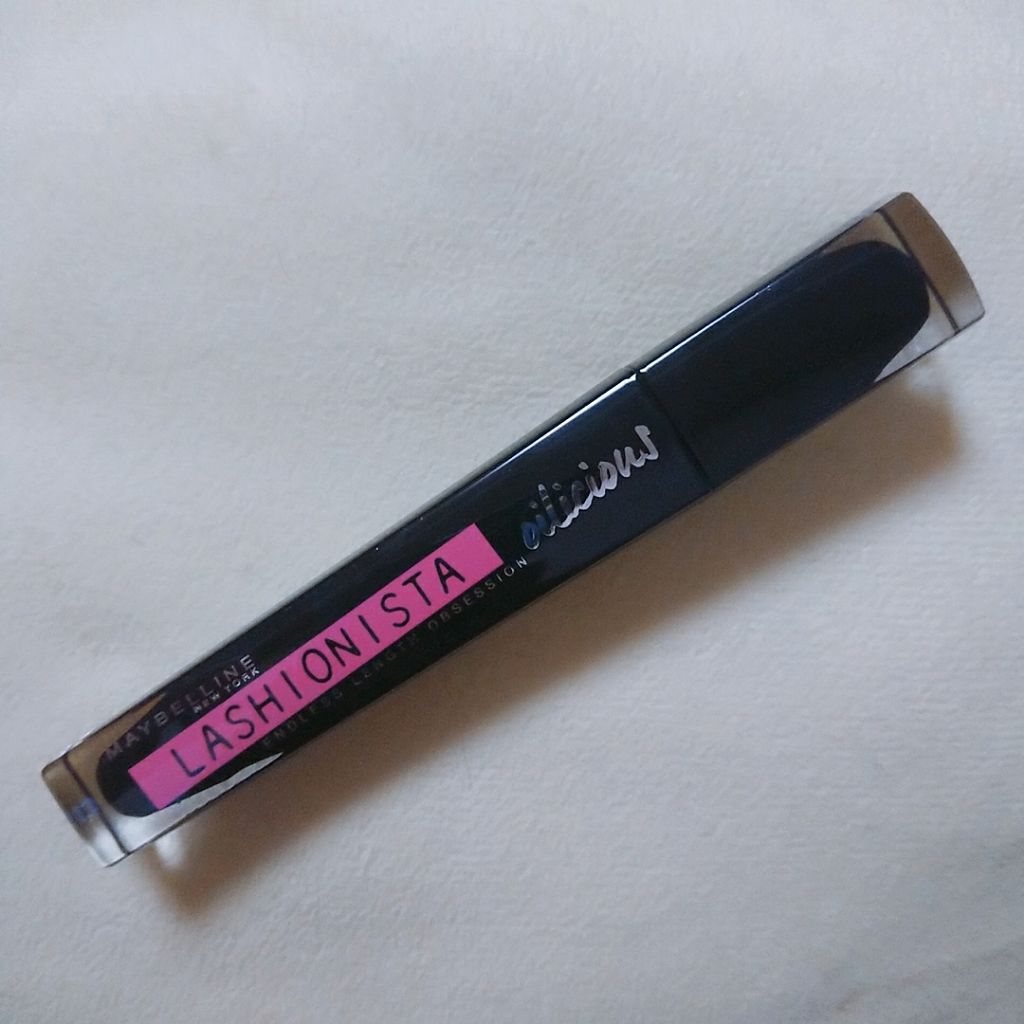 MAYBELLINE
NEW YORK
LASHIONISTA
oilicious
ENDLESS LENGTH OBSESSION